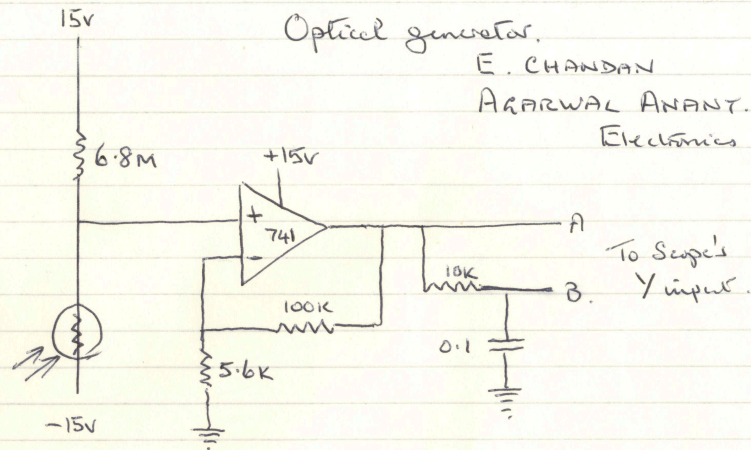 15v
Optical generator.
E. CHANDAN
AGARWAL ANANT.
Electronics
6.8M
+15v
+
741
-
A
To Scope's
Y input.
10K
B.
100K
0.1
5.6K
-15v